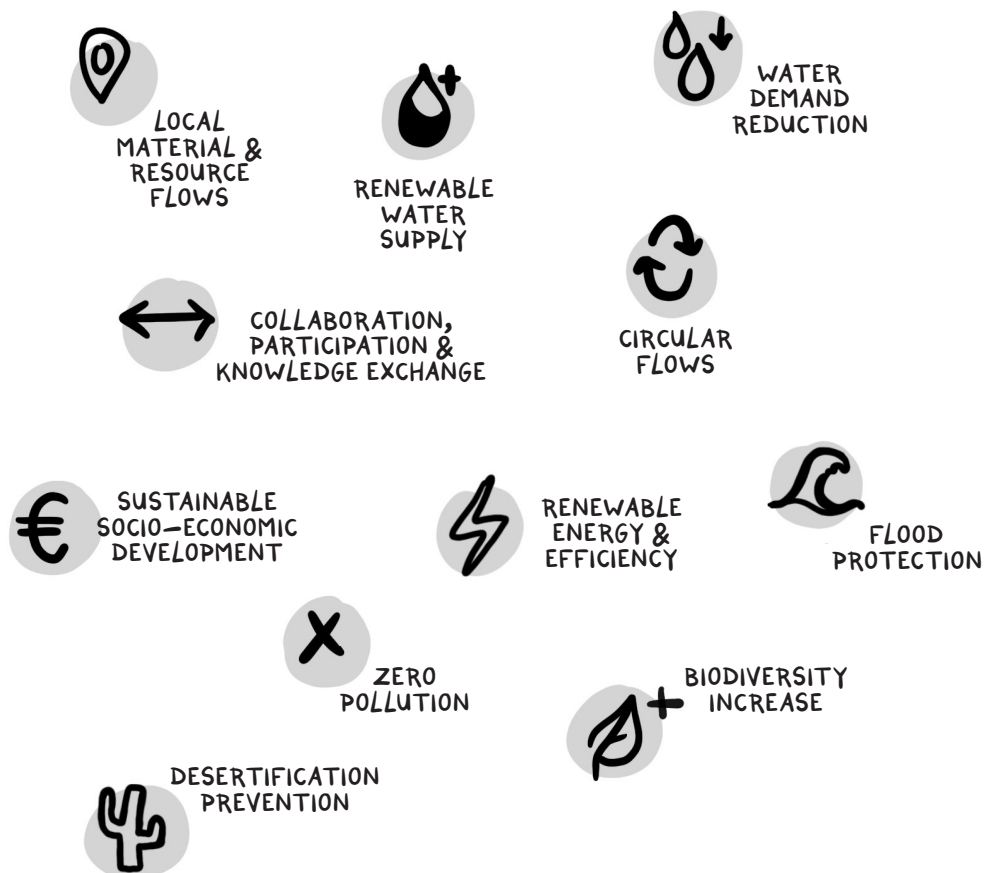 LOCAL
MATERIAL &
RESOURCE
FLOWS
RENEWABLE
WATER
SUPPLY
WATER
DEMAND
REDUCTION
COLLABORATION,
PARTICIPATION &
KNOWLEDGE EXCHANGE
CIRCULAR
FLOWS
SUSTAINABLE
SOCIO-ECONOMIC
DEVELOPMENT
RENEWABLE
ENERGY &
EFFICIENCY
FLOOD
PROTECTION
ZERO
POLLUTION
BIODIVERSITY
INCREASE
DESERTIFICATION
PREVENTION